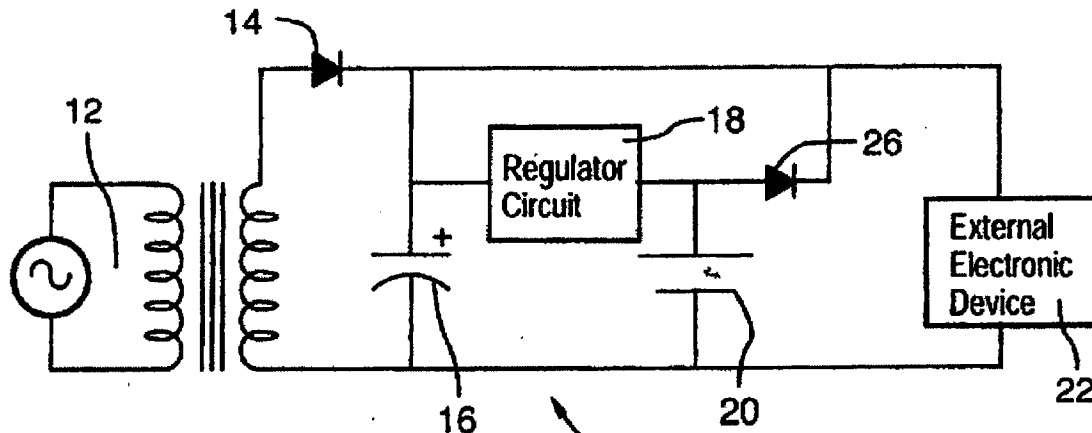 14
12
18
26
Regulator
Circuit
+
External
Electronic
Device
16
20
22